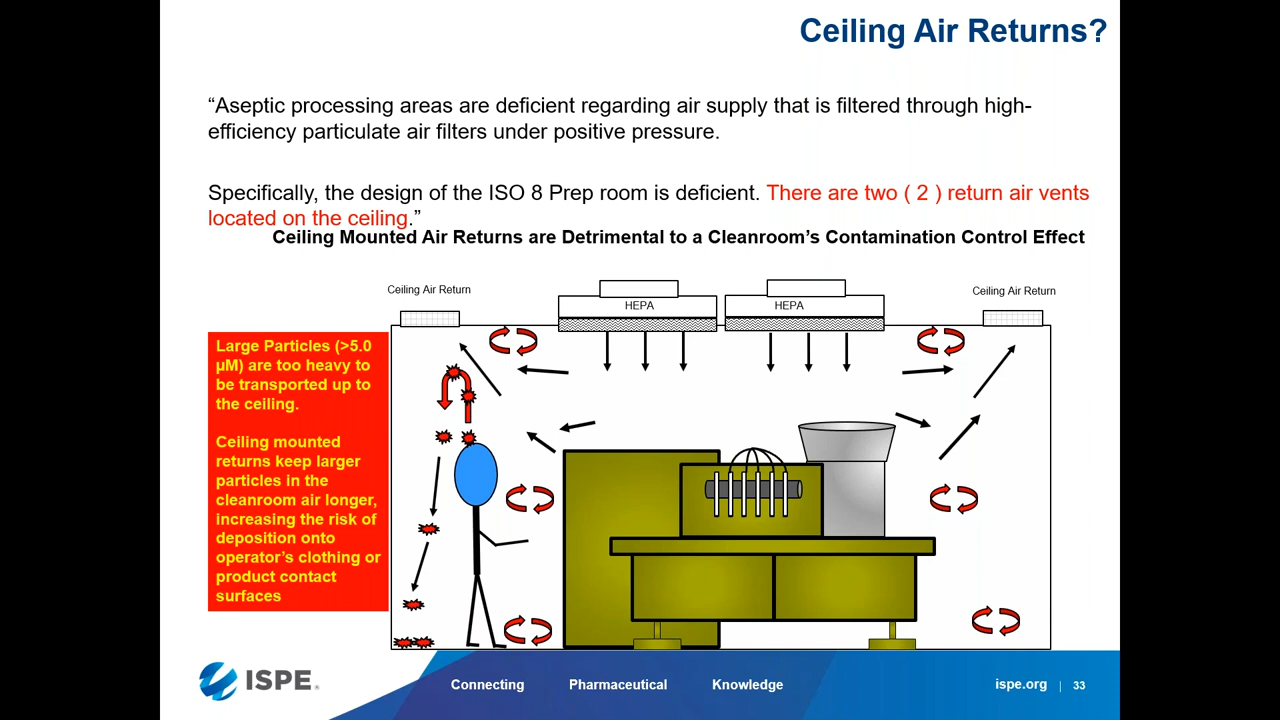 Ceiling Air Returns?
“Aseptic processing areas are deficient regarding air supply that is filtered through high-
efficiency particulate air filters under positive pressure.
Specifically, the design of the ISO 8 Prep room is deficient. There are two ( 2 ) return air vents
located on the ceiling.”
Ceiling Mounted Air Returns are Detrimental to a Cleanroom’s Contamination Control Effect
Ceiling Air Return
HEPA
HEPA
Ceiling Air Return
Large Particles (>5.0
µM) are too heavy to
be transported up to
the ceiling.
Ceiling mounted
returns keep larger
particles in the
cleanroom air longer,
increasing the risk of
deposition onto
operator’s clothing or
product contact
surfaces
ISPE®
Connecting Pharmaceutical Knowledge
ispe.org | 33